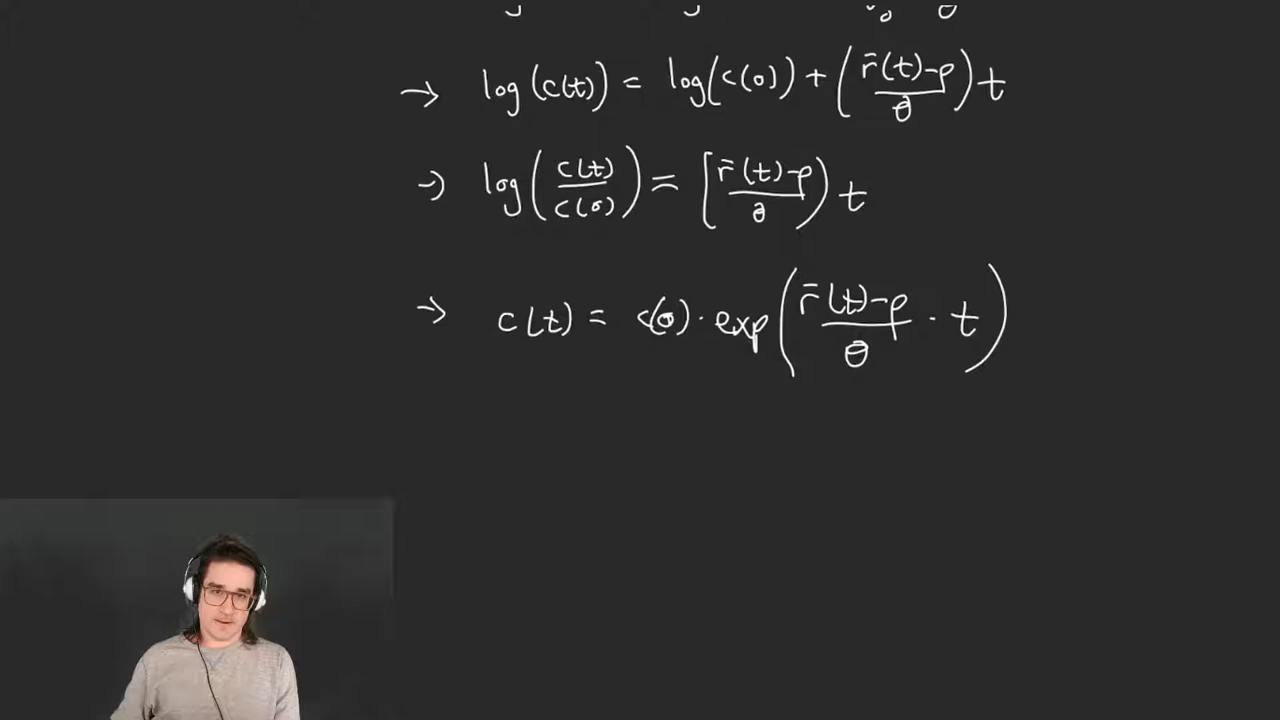 → log(c(t)) = log(c(0)) + (r̄(t)-ρ/θ)t
→ log(c(t)/c(0)) = [r̄(t)-ρ/θ)t
→ c(t) = c(0)·exp(r̄(t)-ρ/θ · t)